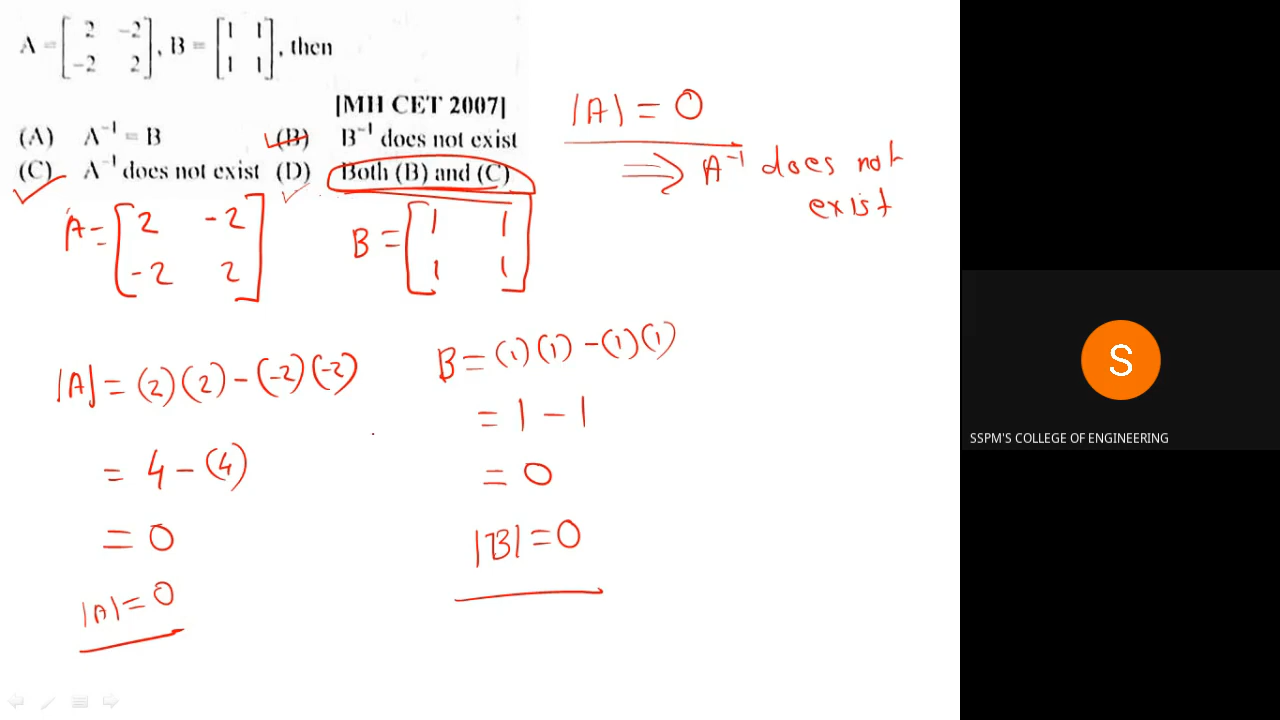 A = [ 2 -2 ; -2 2 ], B = [ 1 1 ; 1 1 ], then
[MH CET 2007]
(A) A⁻¹ = B (B) B⁻¹ does not exist
(C) A⁻¹ does not exist (D) Both (B) and (C)
|A| = 0
⇒ A⁻¹ does not
exist
A = [ 2 -2 ; -2 2 ]
B = [ 1 1 ; 1 1 ]
|A| = (2)(2) - (-2)(-2)
= 4 - (4)
= 0
|A| = 0
B = (1)(1) - (1)(1)
= 1 - 1
= 0
|B| = 0
S
SSPM'S COLLEGE OF ENGINEERING